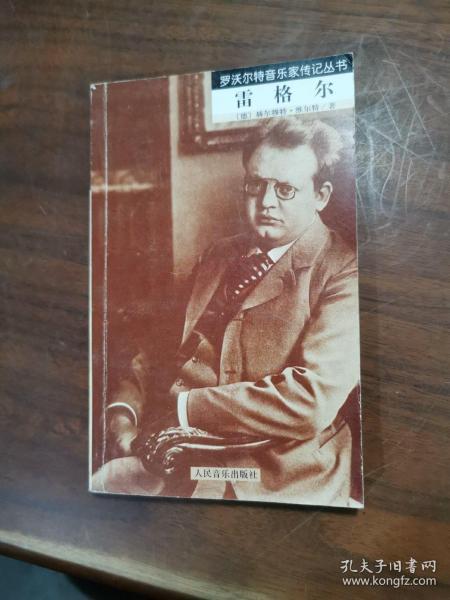 罗沃尔特音乐家传记丛书
雷格尔
〔德〕赫尔穆特·维尔特/著
人民音乐出版社
孔夫子旧书网
www.kongfz.com